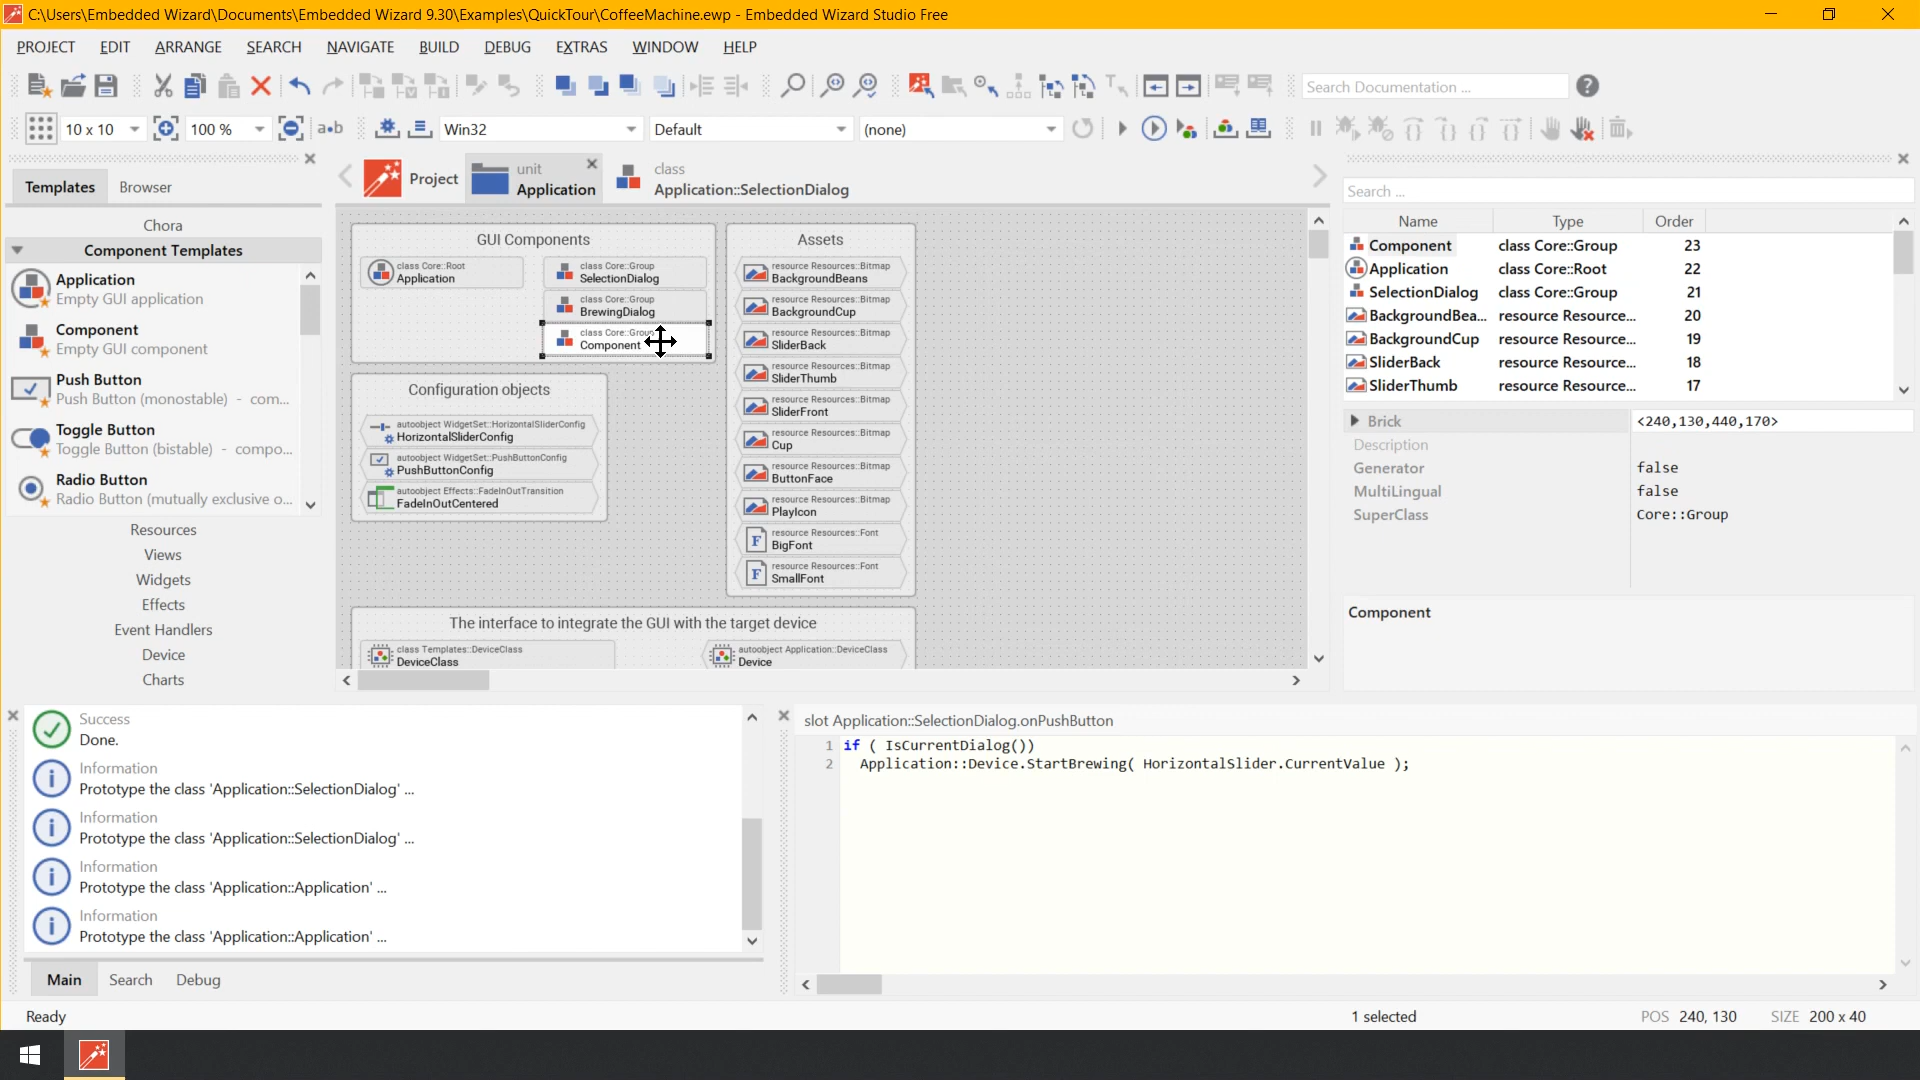 C:\Users\Embedded Wizard\Documents\Embedded Wizard 9.30\Examples\QuickTour\CoffeeMachine.ewp - Embedded Wizard Studio Free
PROJECT EDIT ARRANGE SEARCH NAVIGATE BUILD DEBUG EXTRAS WINDOW HELP
Search Documentation ...
10 x 10 100 % a•b Win32 Default (none)
Templates Browser
Chora
Component Templates
Application
Empty GUI application
Component
Empty GUI component
Push Button
Push Button (monostable) - com...
Toggle Button
Toggle Button (bistable) - compo...
Radio Button
Radio Button (mutually exclusive o...
Resources
Views
Widgets
Effects
Event Handlers
Device
Charts
Project
unit
Application
class
Application::SelectionDialog
GUI Components
class Core::Root
Application
class Core::Group
SelectionDialog
class Core::Group
BrewingDialog
class Core::Group
Component
Configuration objects
autoobject WidgetSet::HorizontalSliderConfig
HorizontalSliderConfig
autoobject WidgetSet::PushButtonConfig
PushButtonConfig
autoobject Effects::FadeInOutTransition
FadeInOutCentered
Assets
resource Resources::Bitmap
BackgroundBeans
resource Resources::Bitmap
BackgroundCup
resource Resources::Bitmap
SliderBack
resource Resources::Bitmap
SliderThumb
resource Resources::Bitmap
SliderFront
resource Resources::Bitmap
Cup
resource Resources::Bitmap
ButtonFace
resource Resources::Bitmap
PlayIcon
resource Resources::Font
BigFont
resource Resources::Font
SmallFont
The interface to integrate the GUI with the target device
class Templates::DeviceClass
DeviceClass
autoobject Application::DeviceClass
Device
Search ...
Name Type Order
Component class Core::Group 23
Application class Core::Root 22
SelectionDialog class Core::Group 21
BackgroundBea... resource Resource... 20
BackgroundCup resource Resource... 19
SliderBack resource Resource... 18
SliderThumb resource Resource... 17
Brick <240,130,440,170>
Description
Generator false
MultiLingual false
SuperClass Core::Group
Component
Success
Done.
Information
Prototype the class 'Application::SelectionDialog' ...
Information
Prototype the class 'Application::SelectionDialog' ...
Information
Prototype the class 'Application::Application' ...
Information
Prototype the class 'Application::Application' ...
Main Search Debug
slot Application::SelectionDialog.onPushButton
1 if ( IsCurrentDialog())
2 Application::Device.StartBrewing( HorizontalSlider.CurrentValue );
Ready
1 selected
POS 240, 130 SIZE 200 x 40